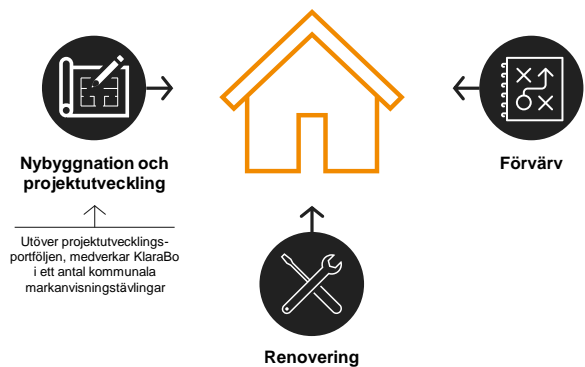 Nybyggnation och
projektutveckling
Utöver projektutvecklings-
portföljen, medverkar KlaraBo
i ett antal kommunala
markanvisningstävlingar
Förvärv
Renovering